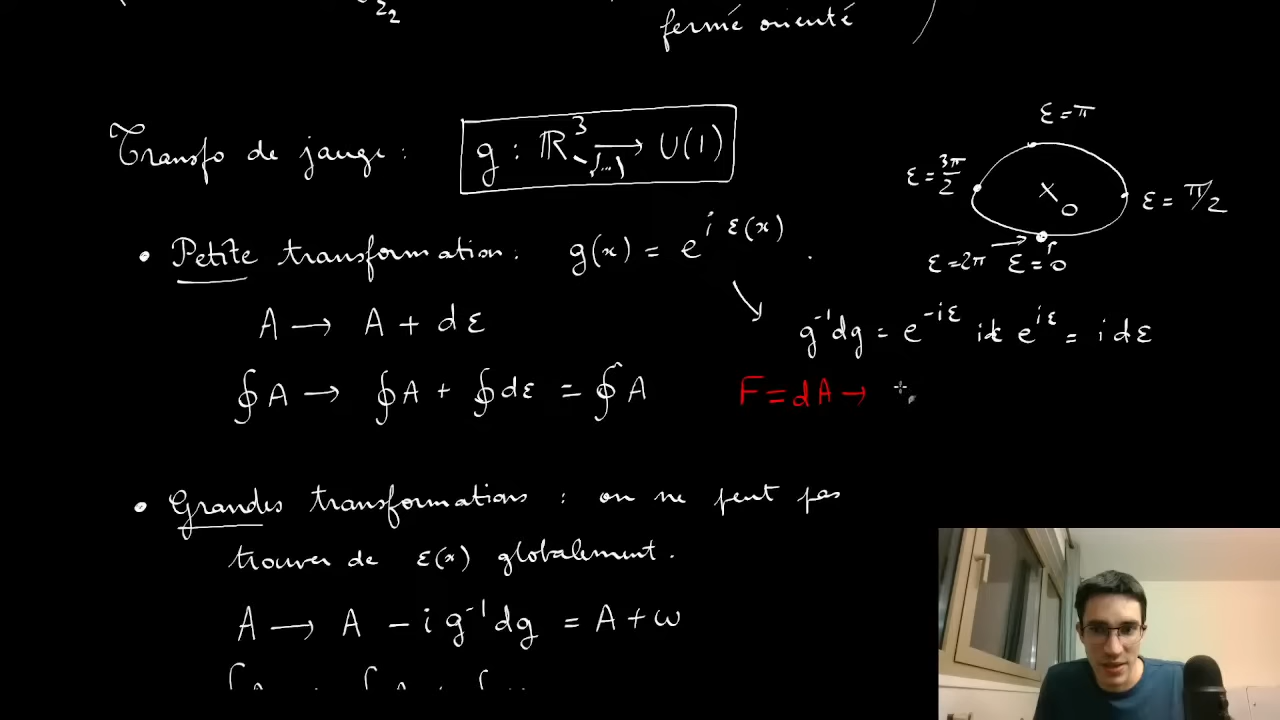 Σ₂
fermé orienté )
Transfo de jauge : g : ℝ³ ∖{...} → U(1)
ε = π
ε = 3π/2
× O
ε = π/2
ε = 2π → ε = 0
• Petite transformation : g(x) = e^{i ε(x)} .
A → A + dε
g⁻¹dg = e^{-iε} idε e^{iε} = i dε
∮A → ∮A + ∮dε = ∮A
F = dA →
• Grandes transformations : on ne peut pas
trouver de ε(x) globalement.
A → A - i g⁻¹dg = A + ω